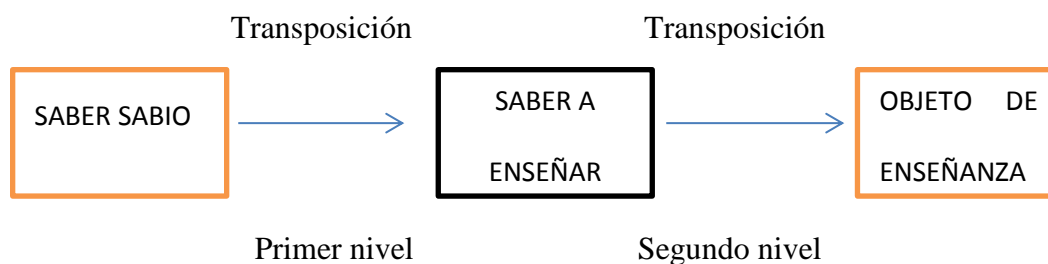 Transposición Transposición
SABER SABIO
SABER A
ENSEÑAR
OBJETO DE
ENSEÑANZA
Primer nivel Segundo nivel